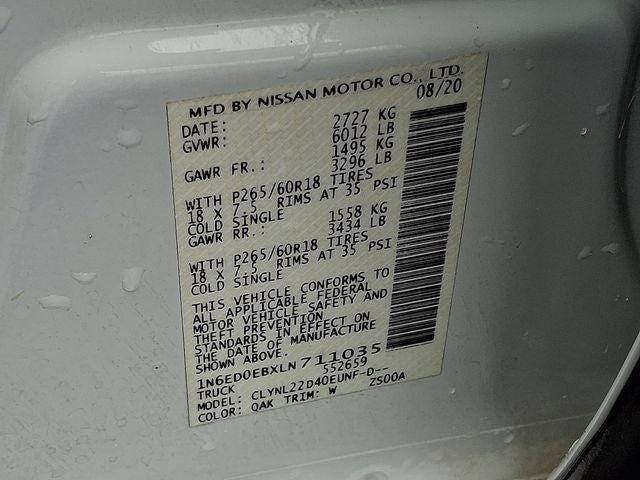 MFD BY NISSAN MOTOR CO., LTD.
DATE: 08/20
GVWR: 2727 KG
6012 LB
GAWR FR.: 1495 KG
3296 LB
WITH P265/60R18 TIRES
18 X 7.5 RIMS AT 35 PSI
COLD SINGLE
GAWR RR.: 1558 KG
3434 LB
WITH P265/60R18 TIRES
18 X 7.5 RIMS AT 35 PSI
COLD SINGLE
THIS VEHICLE CONFORMS TO
ALL APPLICABLE FEDERAL
MOTOR VEHICLE SAFETY AND
THEFT PREVENTION
STANDARDS IN EFFECT ON
THE DATE OF MANUFACTURE
SHOWN ABOVE.
1N6ED0EBXLN711035
TRUCK 552659
MODEL: CLYNL22D40EUNF-D--
COLOR: QAK TRIM: W ZS00A